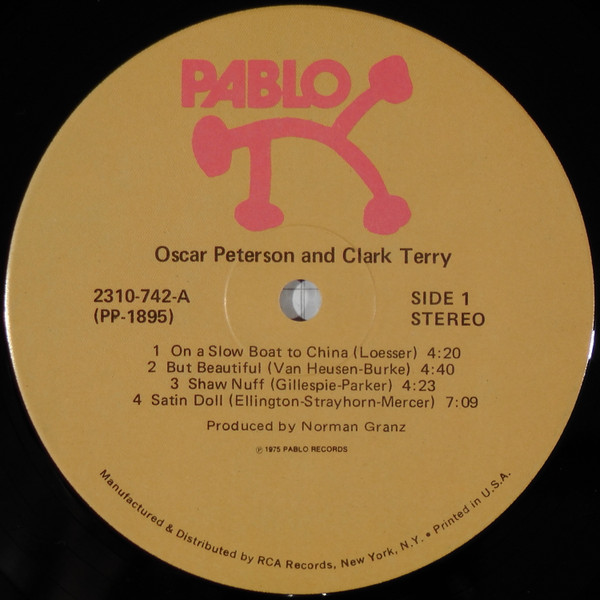 PABLO
Oscar Peterson and Clark Terry
2310-742-A
(PP-1895)
SIDE 1
STEREO
1 On a Slow Boat to China (Loesser) 4:20
2 But Beautiful (Van Heusen-Burke) 4:40
3 Shaw Nuff (Gillespie-Parker) 4:23
4 Satin Doll (Ellington-Strayhorn-Mercer) 7:09
Produced by Norman Granz
℗ 1975 PABLO RECORDS
Manufactured & Distributed by RCA Records, New York, N.Y. • Printed in U.S.A.